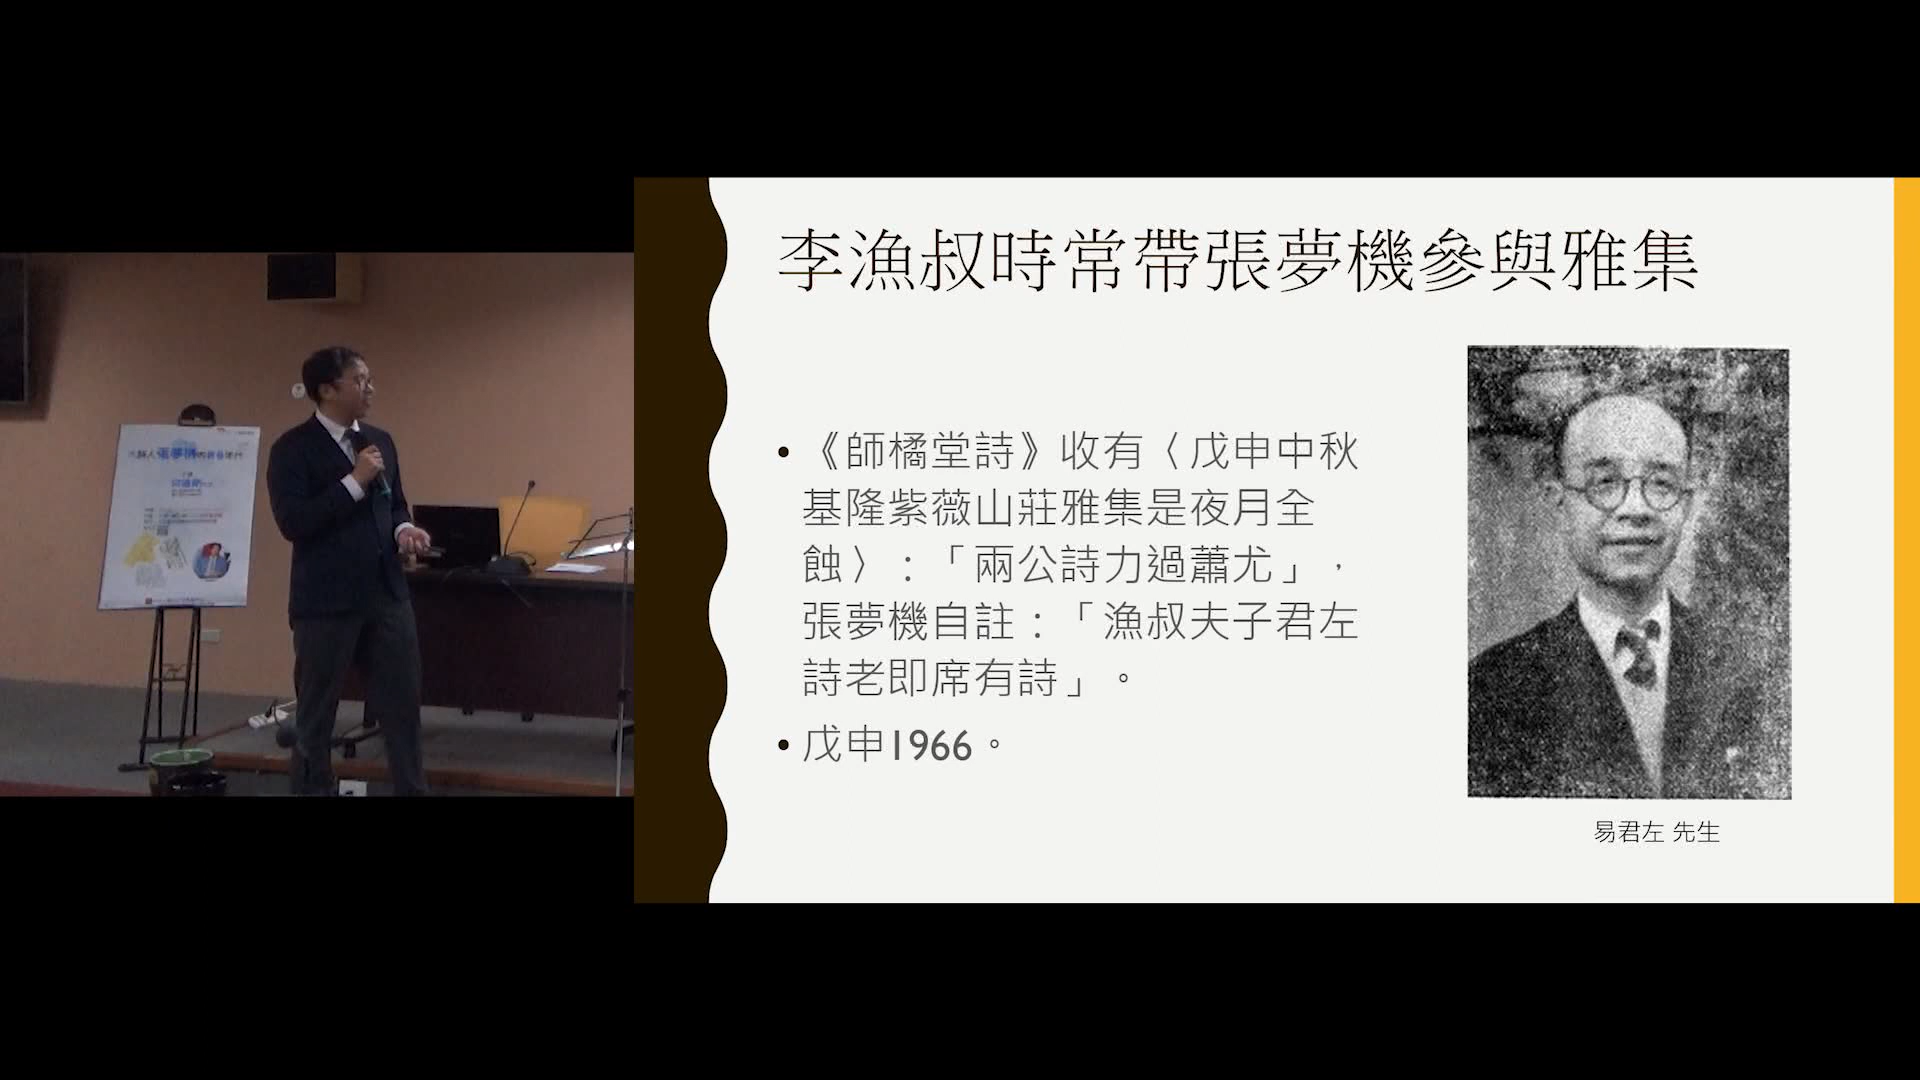 李漁叔時常帶張夢機參與雅集
• 《師橘堂詩》收有〈戊申中秋
基隆紫薇山莊雅集是夜月全
蝕〉：「兩公詩力過蕭尤」，
張夢機自註：「漁叔夫子君左
詩老即席有詩」。
• 戊申1966。
易君左 先生